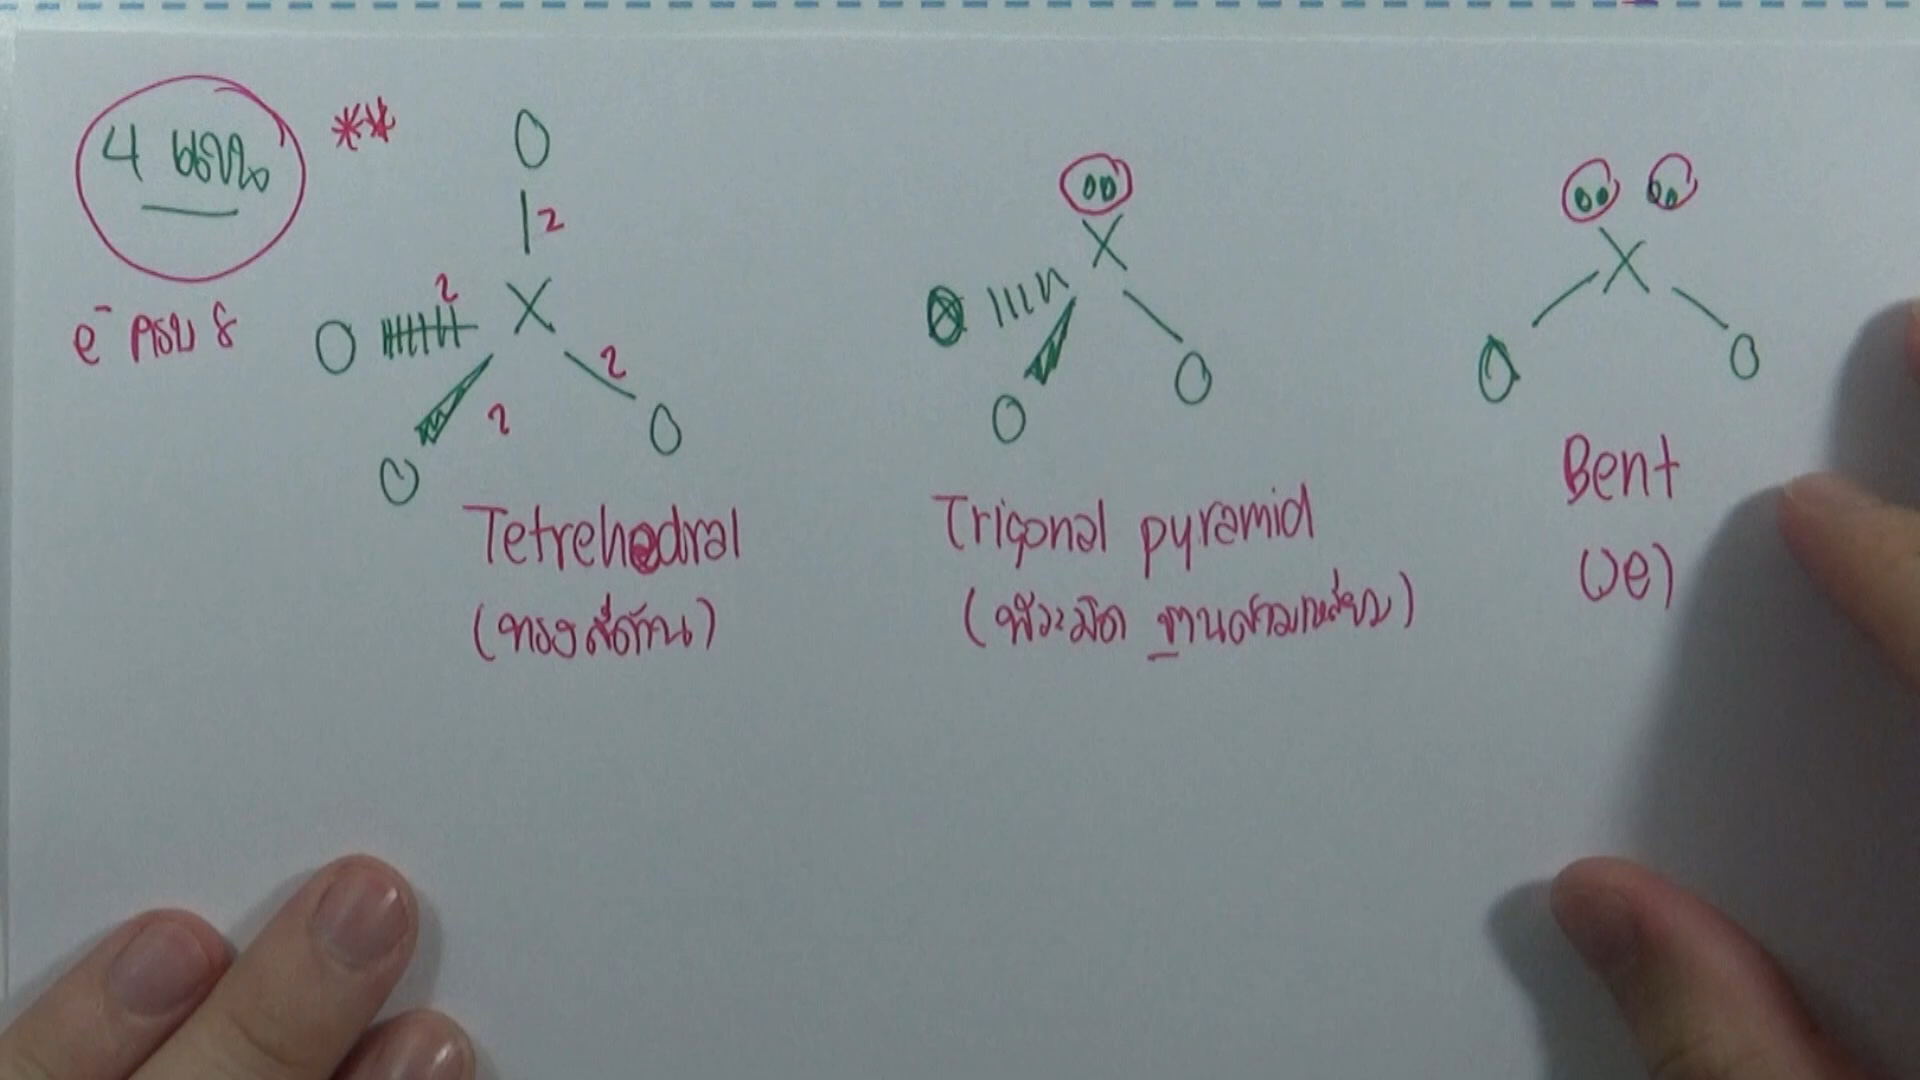 4 แขน
**
e⁻ ครบ 8
O
2
2
O X
2
2
O
O
Tetrehedral
(ทรงสี่ด้าน)
X
O
O
Trigonal pyramid
(พีระมิด ฐานสามเหลี่ยม)
X
O O
Bent
(งอ)